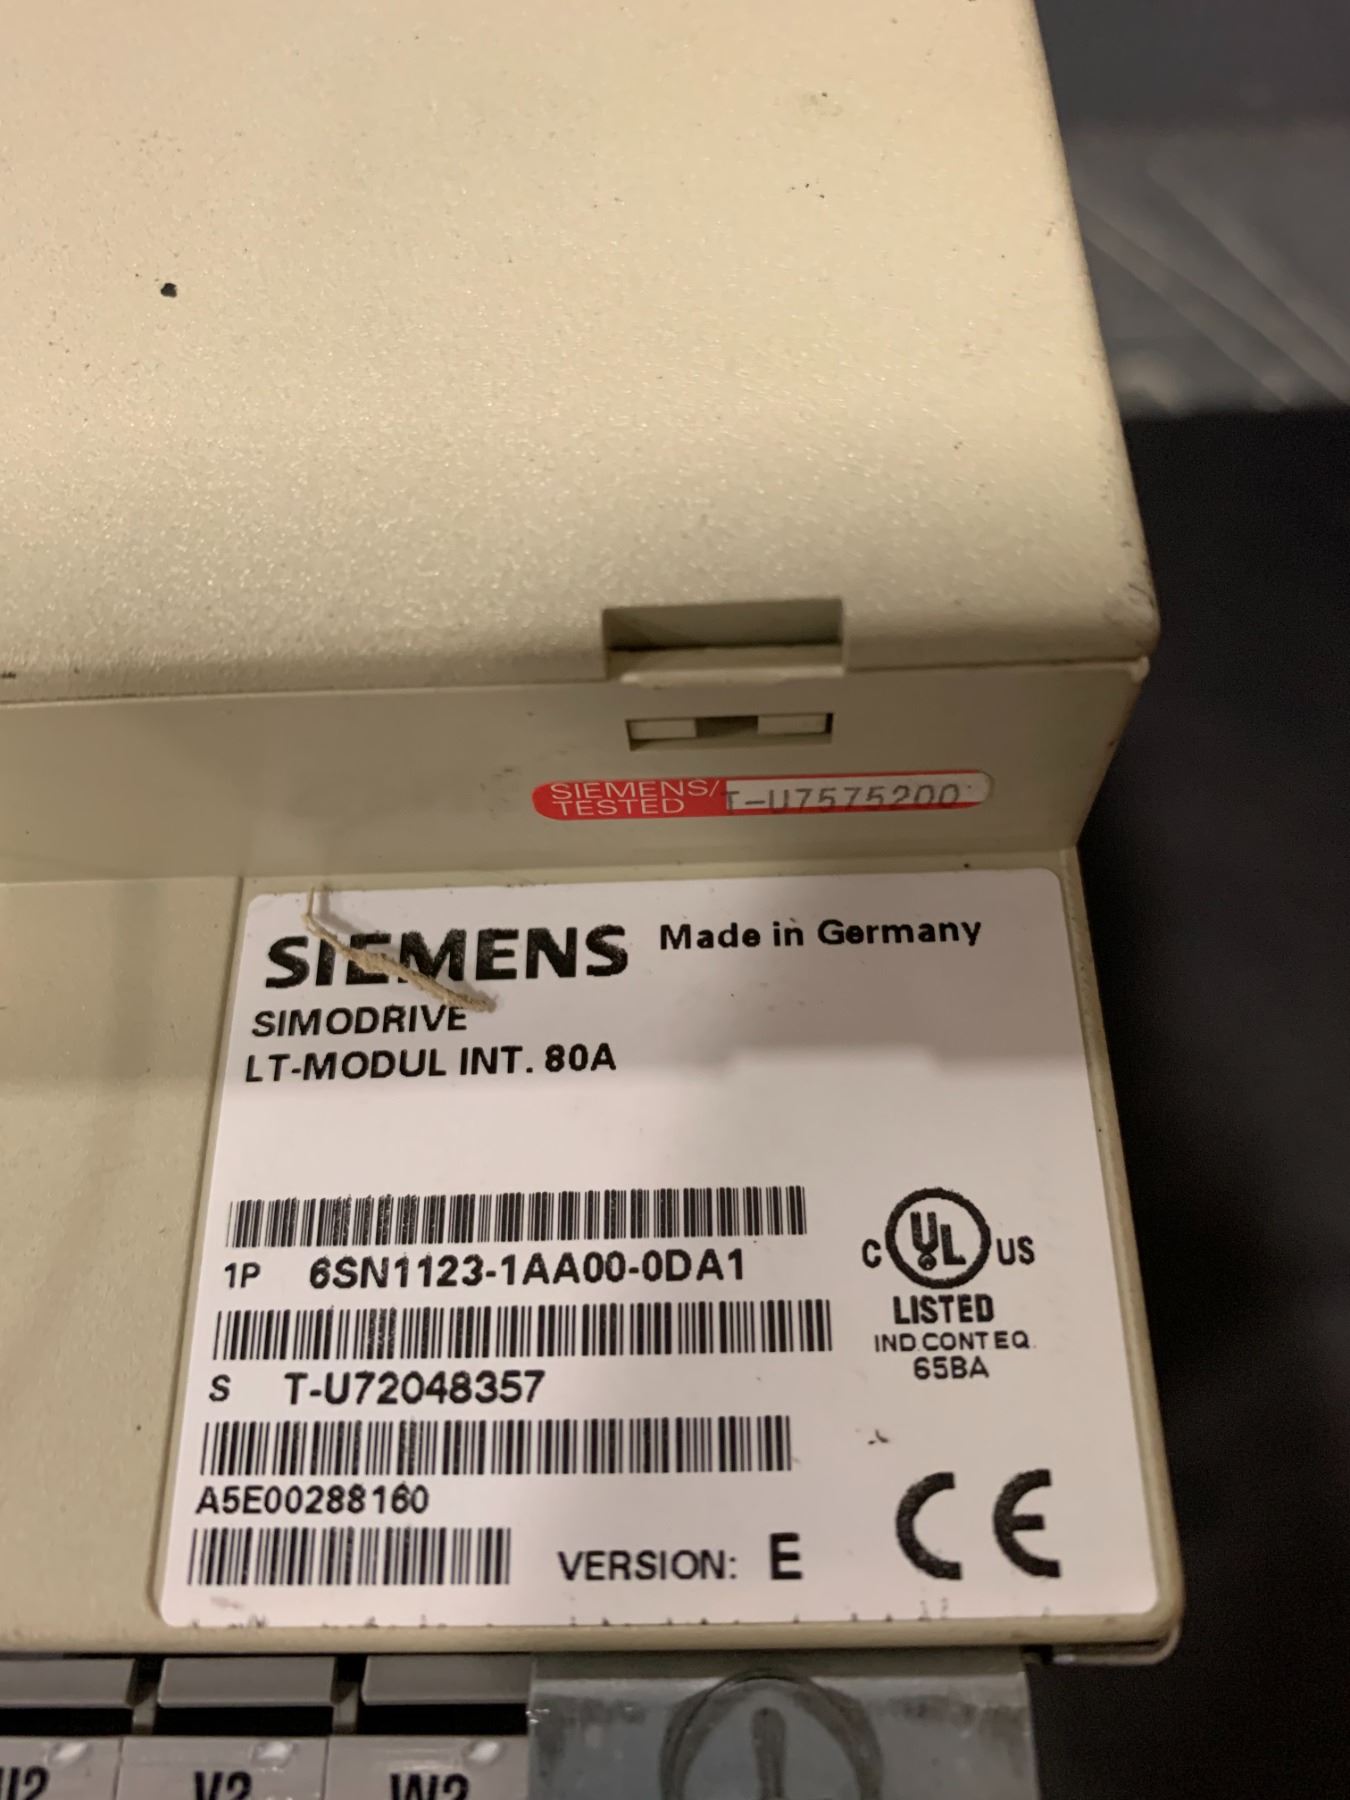 SIEMENS/
TESTED T-U7575200
SIEMENS Made in Germany
SIMODRIVE
LT-MODUL INT. 80A
1P 6SN1123-1AA00-0DA1
C UL US
LISTED
IND.CONT.EQ.
65BA
S T-U72048357
A5E00288160
VERSION: E
CE
U2 V2 W2